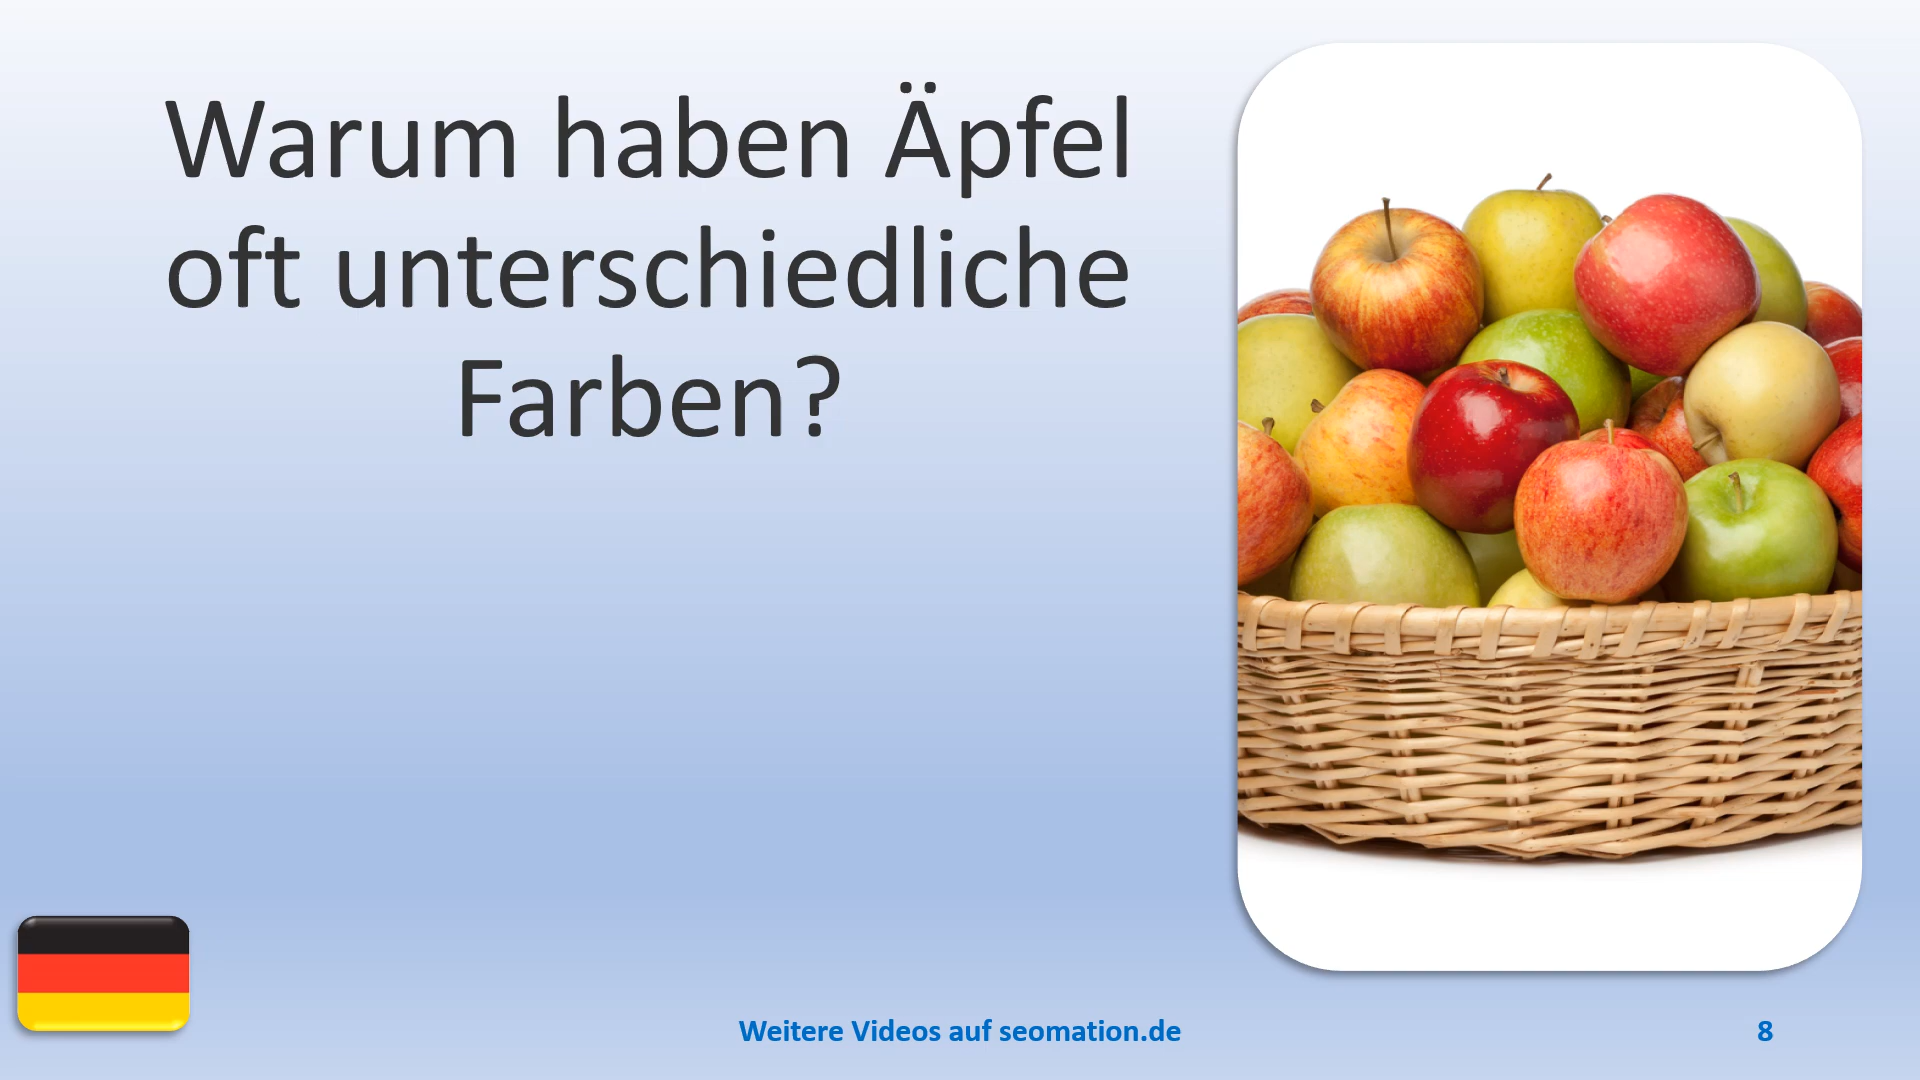 Warum haben Äpfel
oft unterschiedliche
Farben?
Weitere Videos auf seomation.de
8